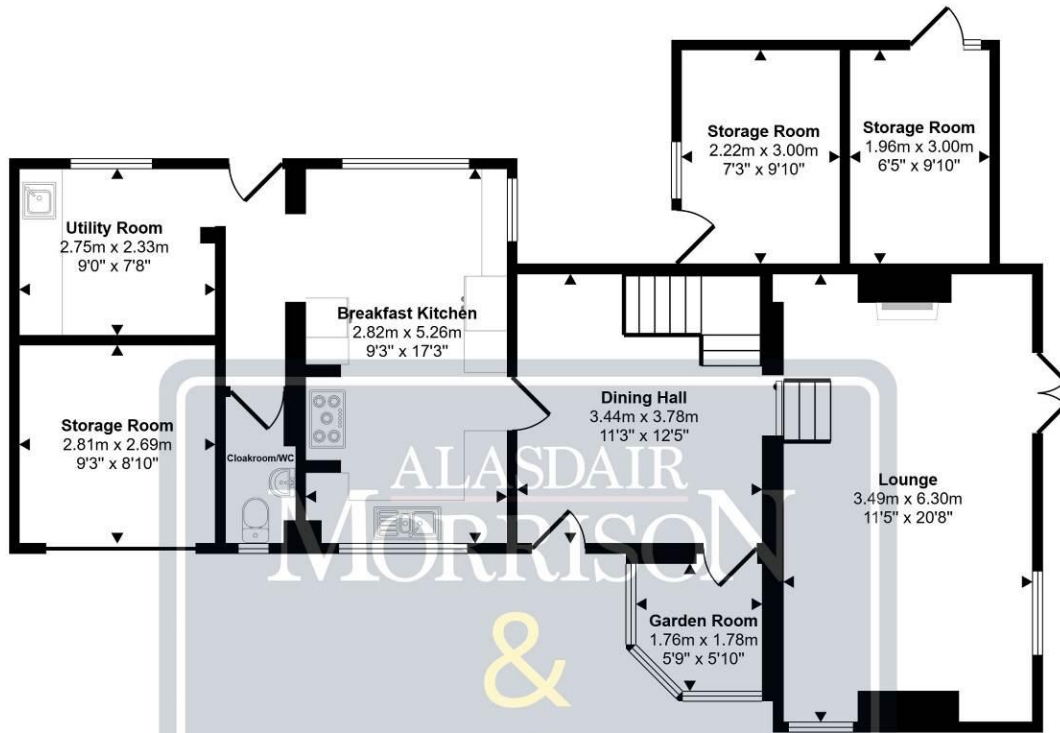 Storage Room
2.22m x 3.00m
7'3" x 9'10"
Storage Room
1.96m x 3.00m
6'5" x 9'10"
Utility Room
2.75m x 2.33m
9'0" x 7'8"
Breakfast Kitchen
2.82m x 5.26m
9'3" x 17'3"
Storage Room
2.81m x 2.69m
9'3" x 8'10"
Cloakroom/WC
Dining Hall
3.44m x 3.78m
11'3" x 12'5"
Lounge
3.49m x 6.30m
11'5" x 20'8"
Garden Room
1.76m x 1.78m
5'9" x 5'10"
ALASDAIR
MORRISON
&